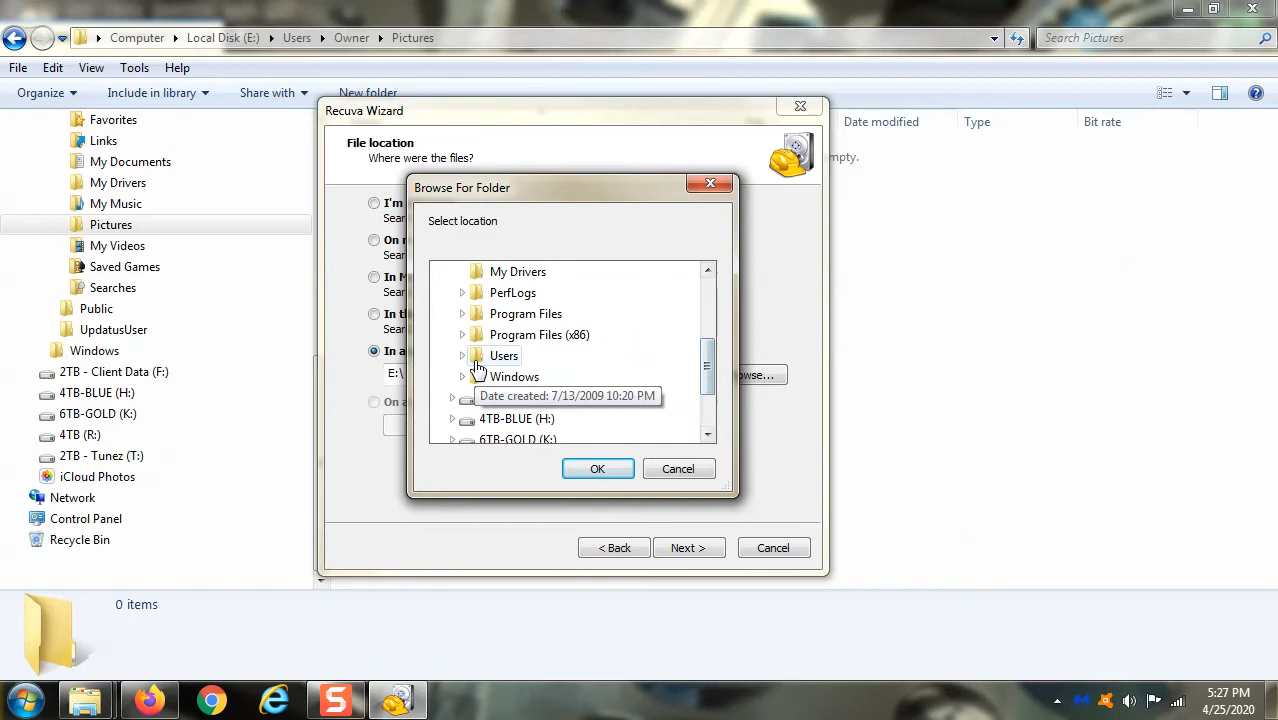 Computer Local Disk (E:) Users Owner Pictures
Search Pictures
File Edit View Tools Help
Organize Include in library Share with New folder
Favorites
Links
My Documents
My Drivers
My Music
Pictures
My Videos
Saved Games
Searches
Public
UpdatusUser
Windows
2TB - Client Data (F:)
4TB-BLUE (H:)
6TB-GOLD (K:)
4TB (R:)
2TB - Tunez (T:)
iCloud Photos
Network
Control Panel
Recycle Bin
Date modified Type Bit rate
mpty.
Recuva Wizard
File location
Where were the files?
I'm
Sear
On
Sear
In
Sear
In th
Sear
In a
E:\
wse...
On a
Browse For Folder
Select location
My Drivers
PerfLogs
Program Files
Program Files (x86)
Users
Windows
Date created: 7/13/2009 10:20 PM
4TB-BLUE (H:)
6TB-GOLD (K:)
OK Cancel
< Back Next > Cancel
0 items
5:27 PM
4/25/2020